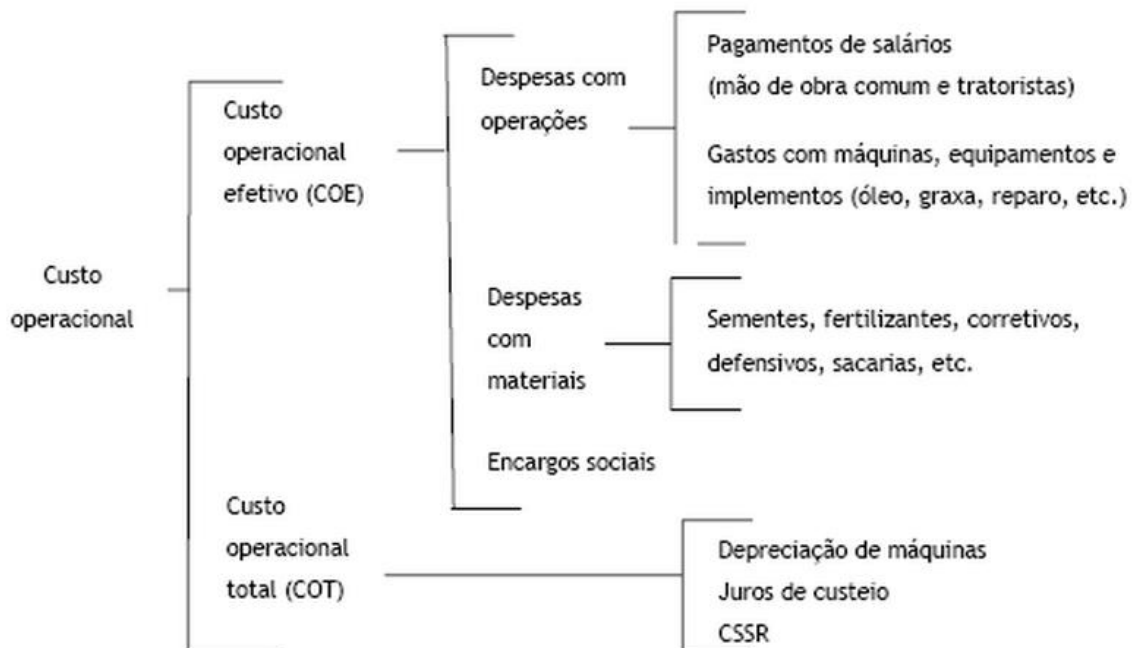 Custo
operacional
Custo
operacional
efetivo (COE)
Despesas com
operações
Pagamentos de salários
(mão de obra comum e tratoristas)
Gastos com máquinas, equipamentos e
implementos (óleo, graxa, reparo, etc.)
Despesas
com
materiais
Sementes, fertilizantes, corretivos,
defensivos, sacarias, etc.
Encargos sociais
Custo
operacional
total (COT)
Depreciação de máquinas
Juros de custeio
CSSR